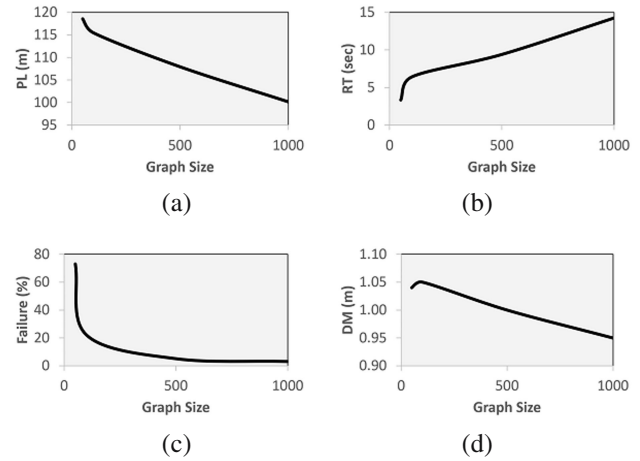 120
115
110
105
100
95
PL (m)
0
500
1000
Graph Size
(a)
15
10
5
0
RT (sec)
0
500
1000
Graph Size
(b)
80
60
40
20
0
Failure (%)
0
500
1000
Graph Size
(c)
1.10
1.05
1.00
0.95
0.90
DM (m)
0
500
1000
Graph Size
(d)